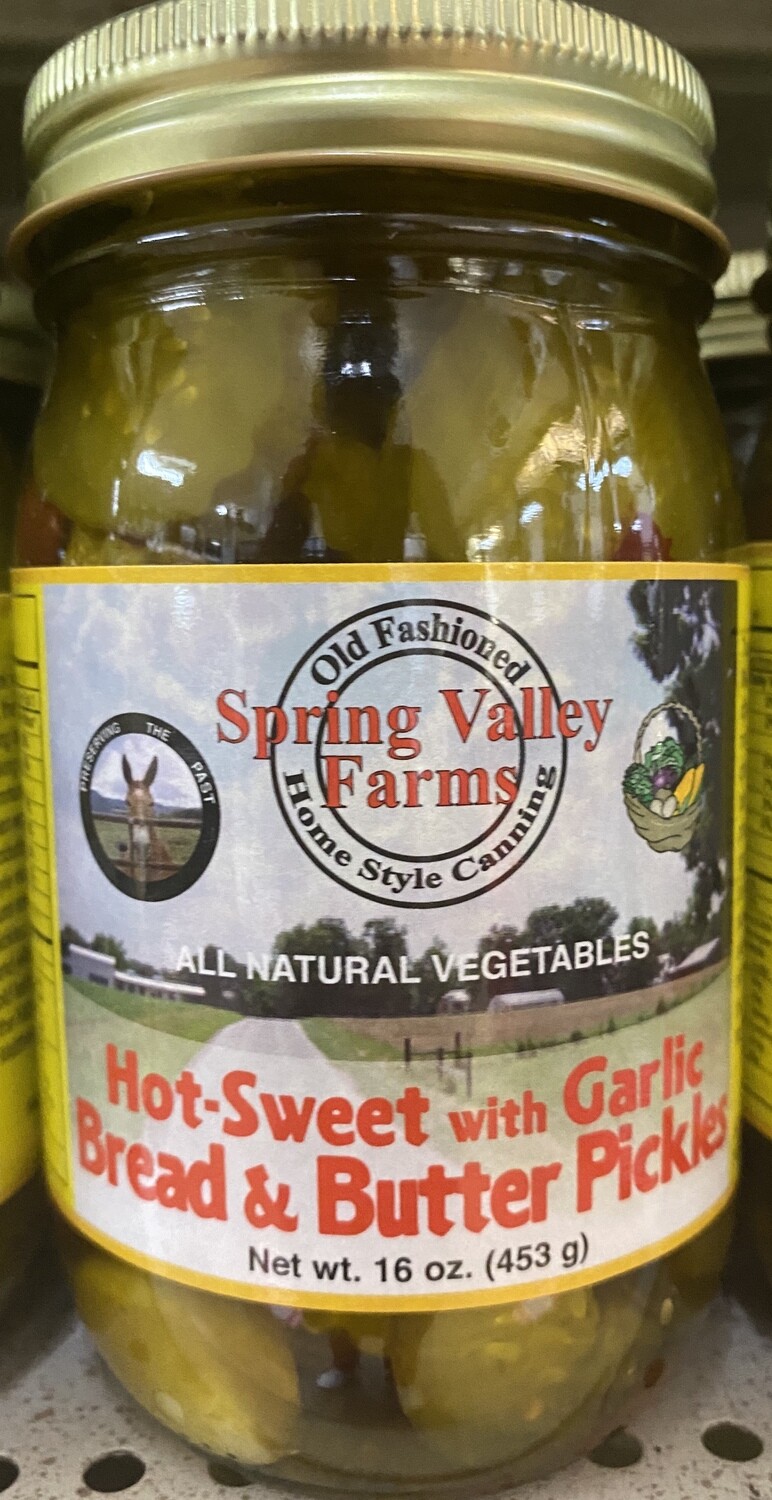 Old Fashioned
Spring Valley
Farms
Home Style Canning
PRESERVING THE PAST
ALL NATURAL VEGETABLES
Hot-Sweet with Garlic
Bread & Butter Pickles
Net wt. 16 oz. (453 g)